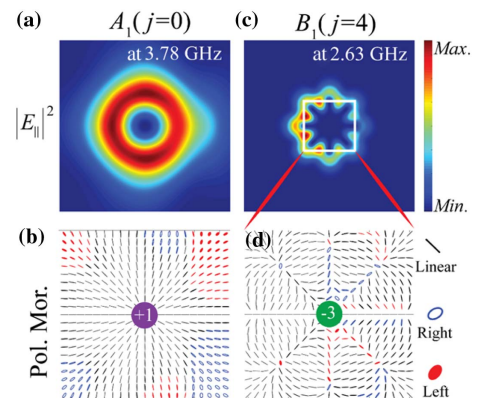 (a) A₁(j=0) (c) B₁(j=4)
at 3.78 GHz at 2.63 GHz Max.
|E∥|²
Min.
(b) (d)
Linear
Pol. Mor. +1 -3
Right
Left